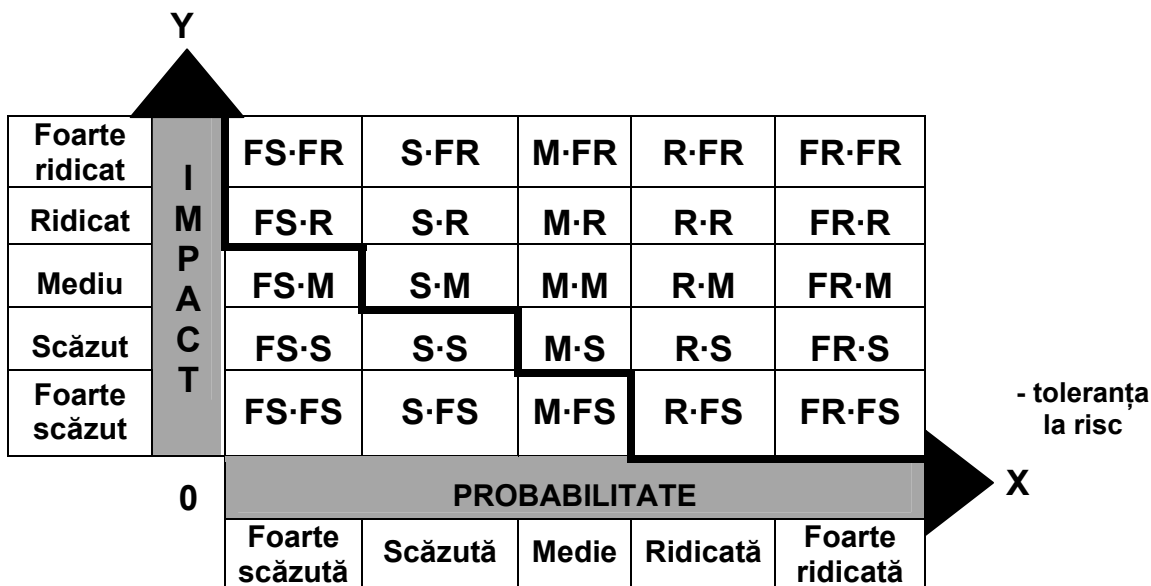 Y
Foarte
ridicat
FS·FR S·FR M·FR R·FR FR·FR
Ridicat
FS·R S·R M·R R·R FR·R
Mediu
FS·M S·M M·M R·M FR·M
Scăzut
FS·S S·S M·S R·S FR·S
Foarte
scăzut
FS·FS S·FS M·FS R·FS FR·FS
I
M
P
A
C
T
- toleranța
la risc
0
PROBABILITATE
X
Foarte
scăzută
Scăzută
Medie
Ridicată
Foarte
ridicată